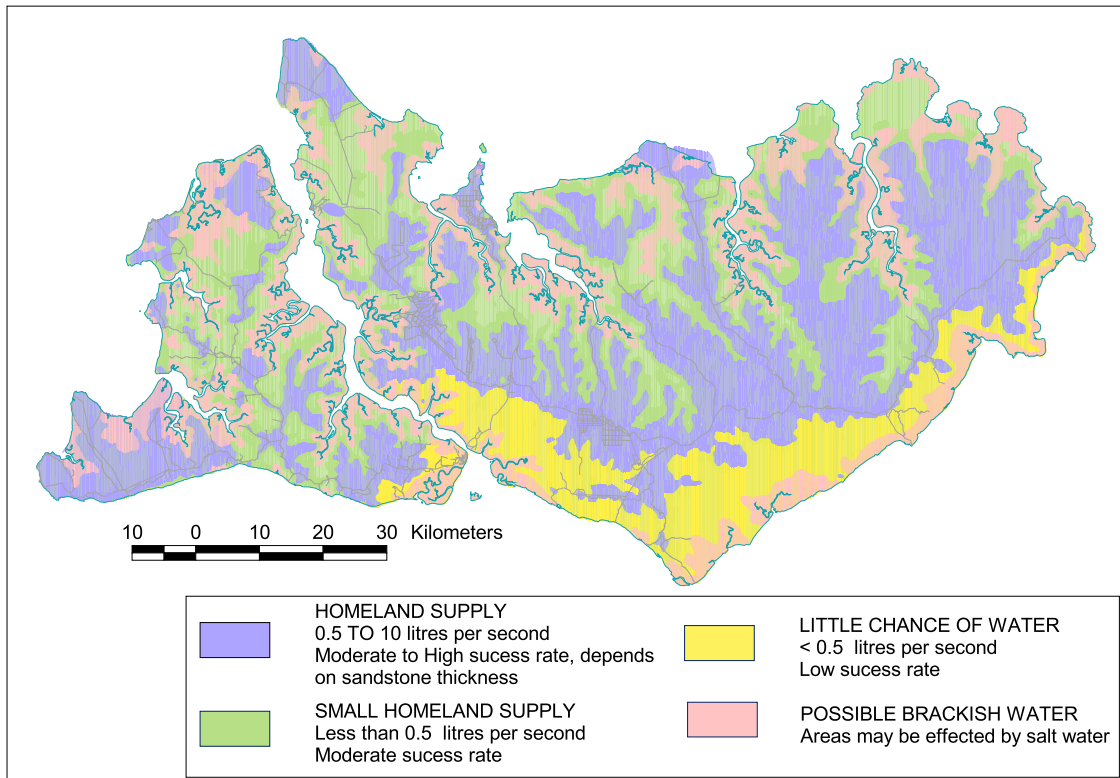 10 0 10 20 30 Kilometers
HOMELAND SUPPLY
0.5 TO 10 litres per second
Moderate to High sucess rate, depends
on sandstone thickness
SMALL HOMELAND SUPPLY
Less than 0.5 litres per second
Moderate sucess rate
LITTLE CHANCE OF WATER
< 0.5 litres per second
Low sucess rate
POSSIBLE BRACKISH WATER
Areas may be effected by salt water